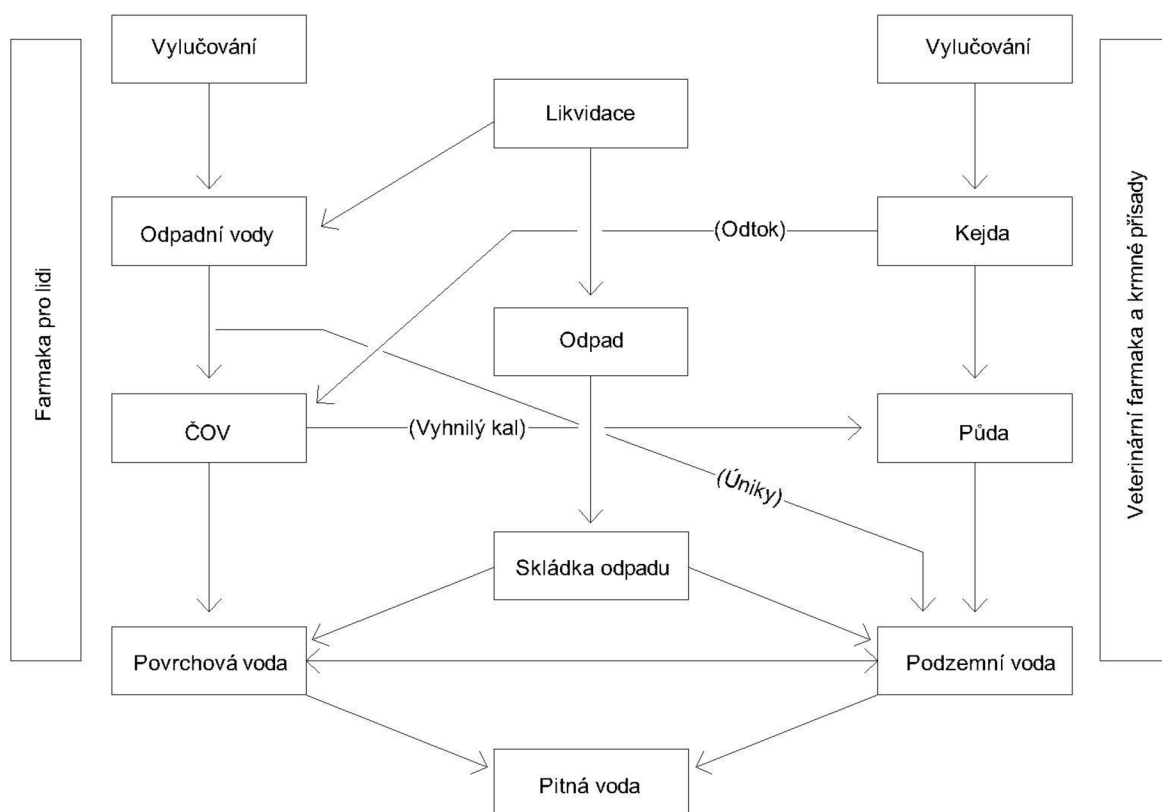 Vylučování
Vylučování
Likvidace
Odpadní vody
(Odtok)
Kejda
Odpad
Farmaka pro lidi
Veterinární farmaka a krmné přísady
ČOV
(Vyhnilý kal)
Půda
(Úniky)
Skládka odpadu
Povrchová voda
Podzemní voda
Pitná voda